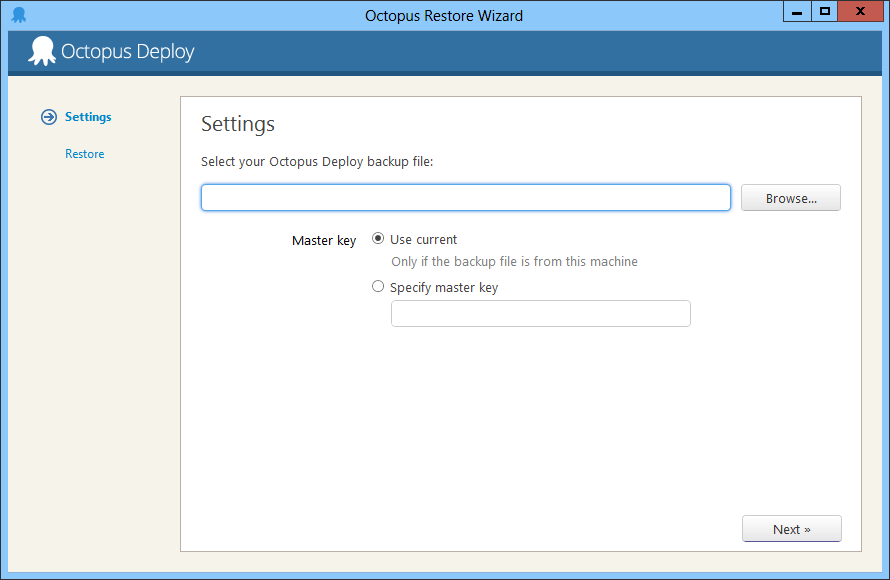 Octopus Restore Wizard
Octopus Deploy
Settings
Restore
Settings
Select your Octopus Deploy backup file:
Browse...
Master key
Use current
Only if the backup file is from this machine
Specify master key
Next »